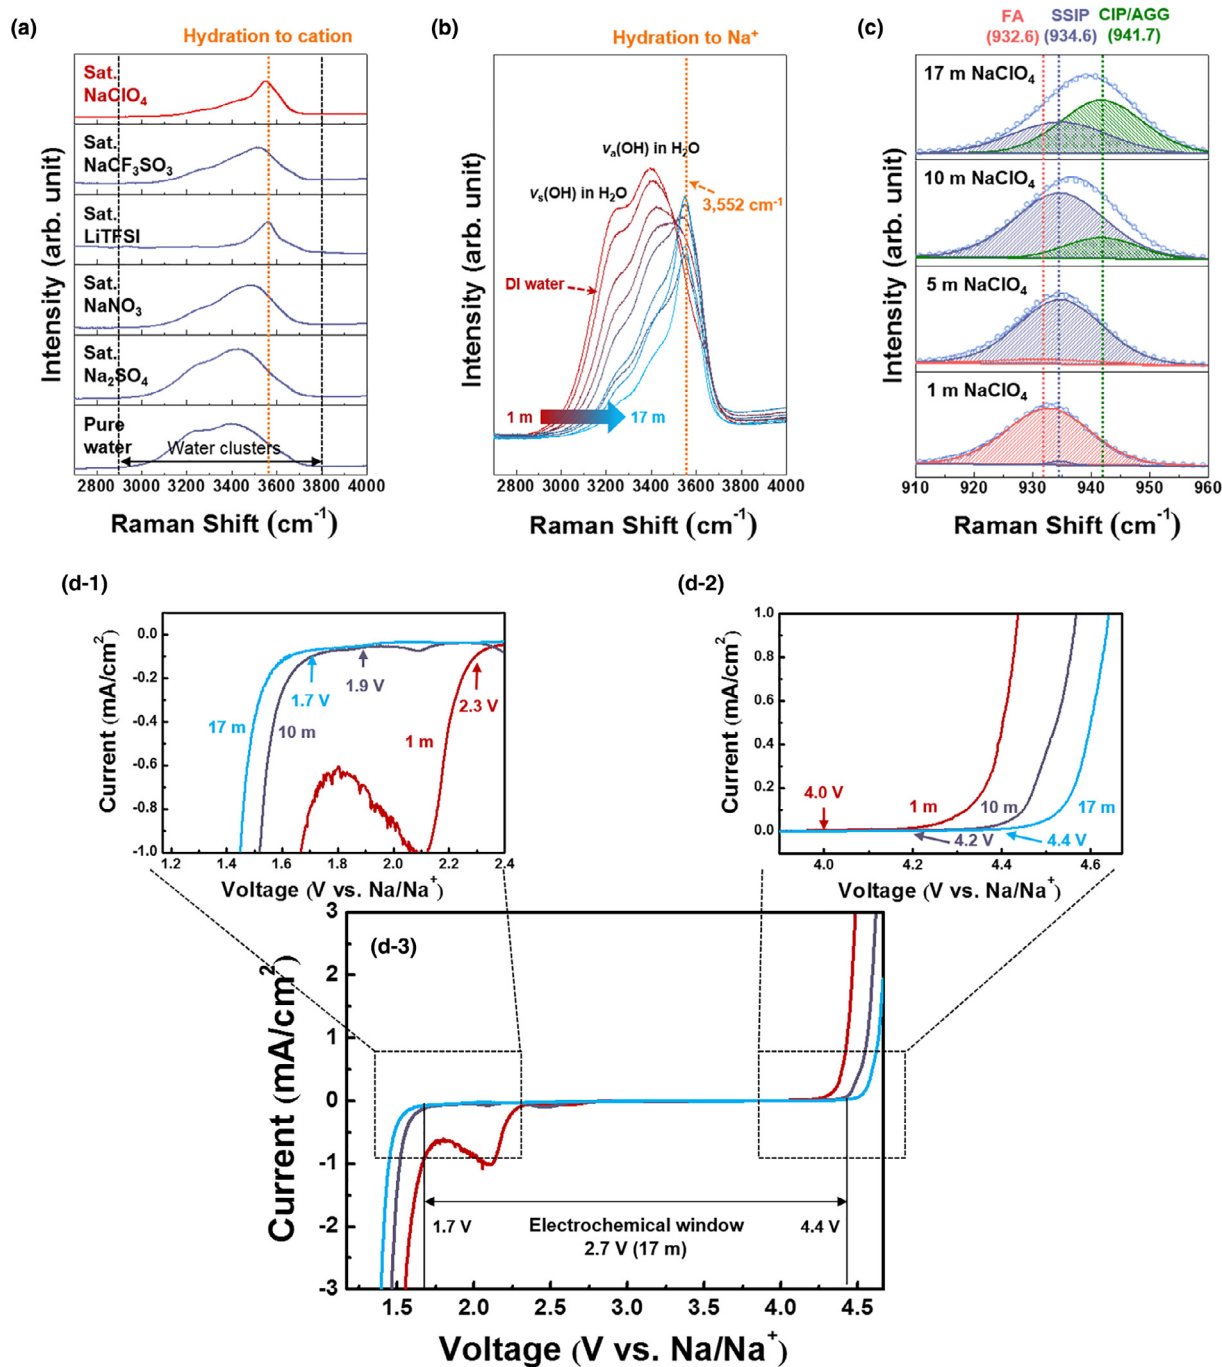 (a)
Hydration to cation
Sat.
NaClO4
Sat.
NaCF3SO3
Sat.
LiTFSI
Sat.
NaNO3
Sat.
Na2SO4
Pure
water
Water clusters
Intensity (arb. unit)
2800 3200 3600 4000
Raman Shift (cm-1)
(b)
Hydration to Na+
νa(OH) in H2O
νs(OH) in H2O
3,552 cm-1
DI water
1 m
17 m
Intensity (arb. unit)
2800 3200 3600 4000
Raman Shift (cm-1)
(c)
FA
(932.6)
SSIP
(934.6)
CIP/AGG
(941.7)
17 m NaClO4
10 m NaClO4
5 m NaClO4
1 m NaClO4
Intensity (arb. unit)
910 920 930 940 950 960
Raman Shift (cm-1)
(d-1)
0.0
-0.2
-0.4
-0.6
-0.8
-1.0
Current (mA/cm2)
1.7 V
1.9 V
2.3 V
17 m
10 m
1 m
1.2 1.4 1.6 1.8 2.0 2.2 2.4
Voltage (V vs. Na/Na+)
(d-2)
1.0
0.8
0.6
0.4
0.2
0.0
Current (mA/cm2)
4.0 V
1 m
10 m
17 m
4.2 V
4.4 V
4.0 4.2 4.4 4.6
Voltage (V vs. Na/Na+)
(d-3)
3
2
1
0
-1
-2
-3
Current (mA/cm2)
1.7 V
Electrochemical window
2.7 V (17 m)
4.4 V
1.5 2.0 2.5 3.0 3.5 4.0 4.5
Voltage (V vs. Na/Na+)